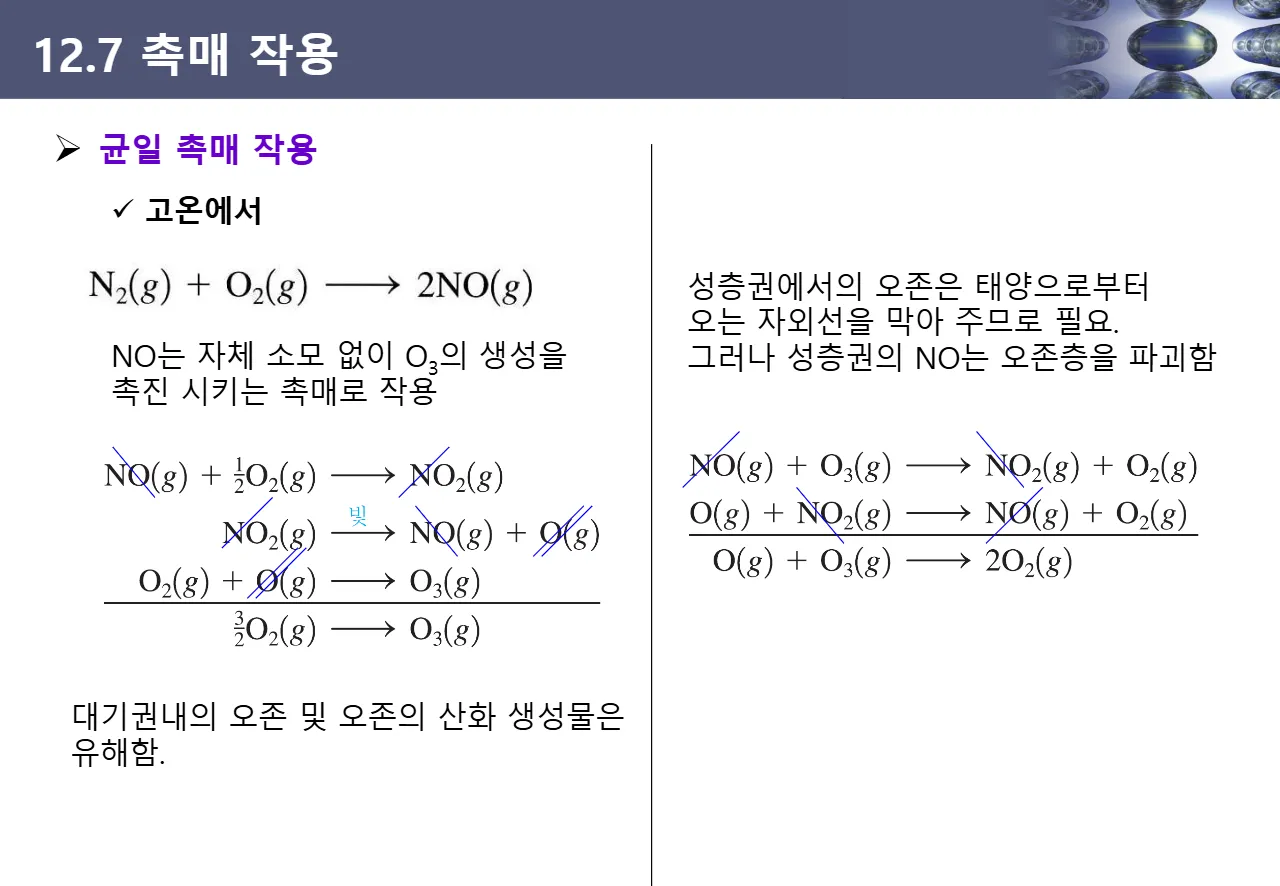 12.7 촉매 작용
➢ 균일 촉매 작용
✓ 고온에서
N₂(g) + O₂(g) ⟶ 2NO(g)
NO는 자체 소모 없이 O₃의 생성을
촉진 시키는 촉매로 작용
NO(g) + ½O₂(g) ⟶ NO₂(g)
빛
NO₂(g) ⟶ NO(g) + O(g)
O₂(g) + O(g) ⟶ O₃(g)
3/2O₂(g) ⟶ O₃(g)
대기권내의 오존 및 오존의 산화 생성물은
유해함.
성층권에서의 오존은 태양으로부터
오는 자외선을 막아 주므로 필요.
그러나 성층권의 NO는 오존층을 파괴함
NO(g) + O₃(g) ⟶ NO₂(g) + O₂(g)
O(g) + NO₂(g) ⟶ NO(g) + O₂(g)
O(g) + O₃(g) ⟶ 2O₂(g)